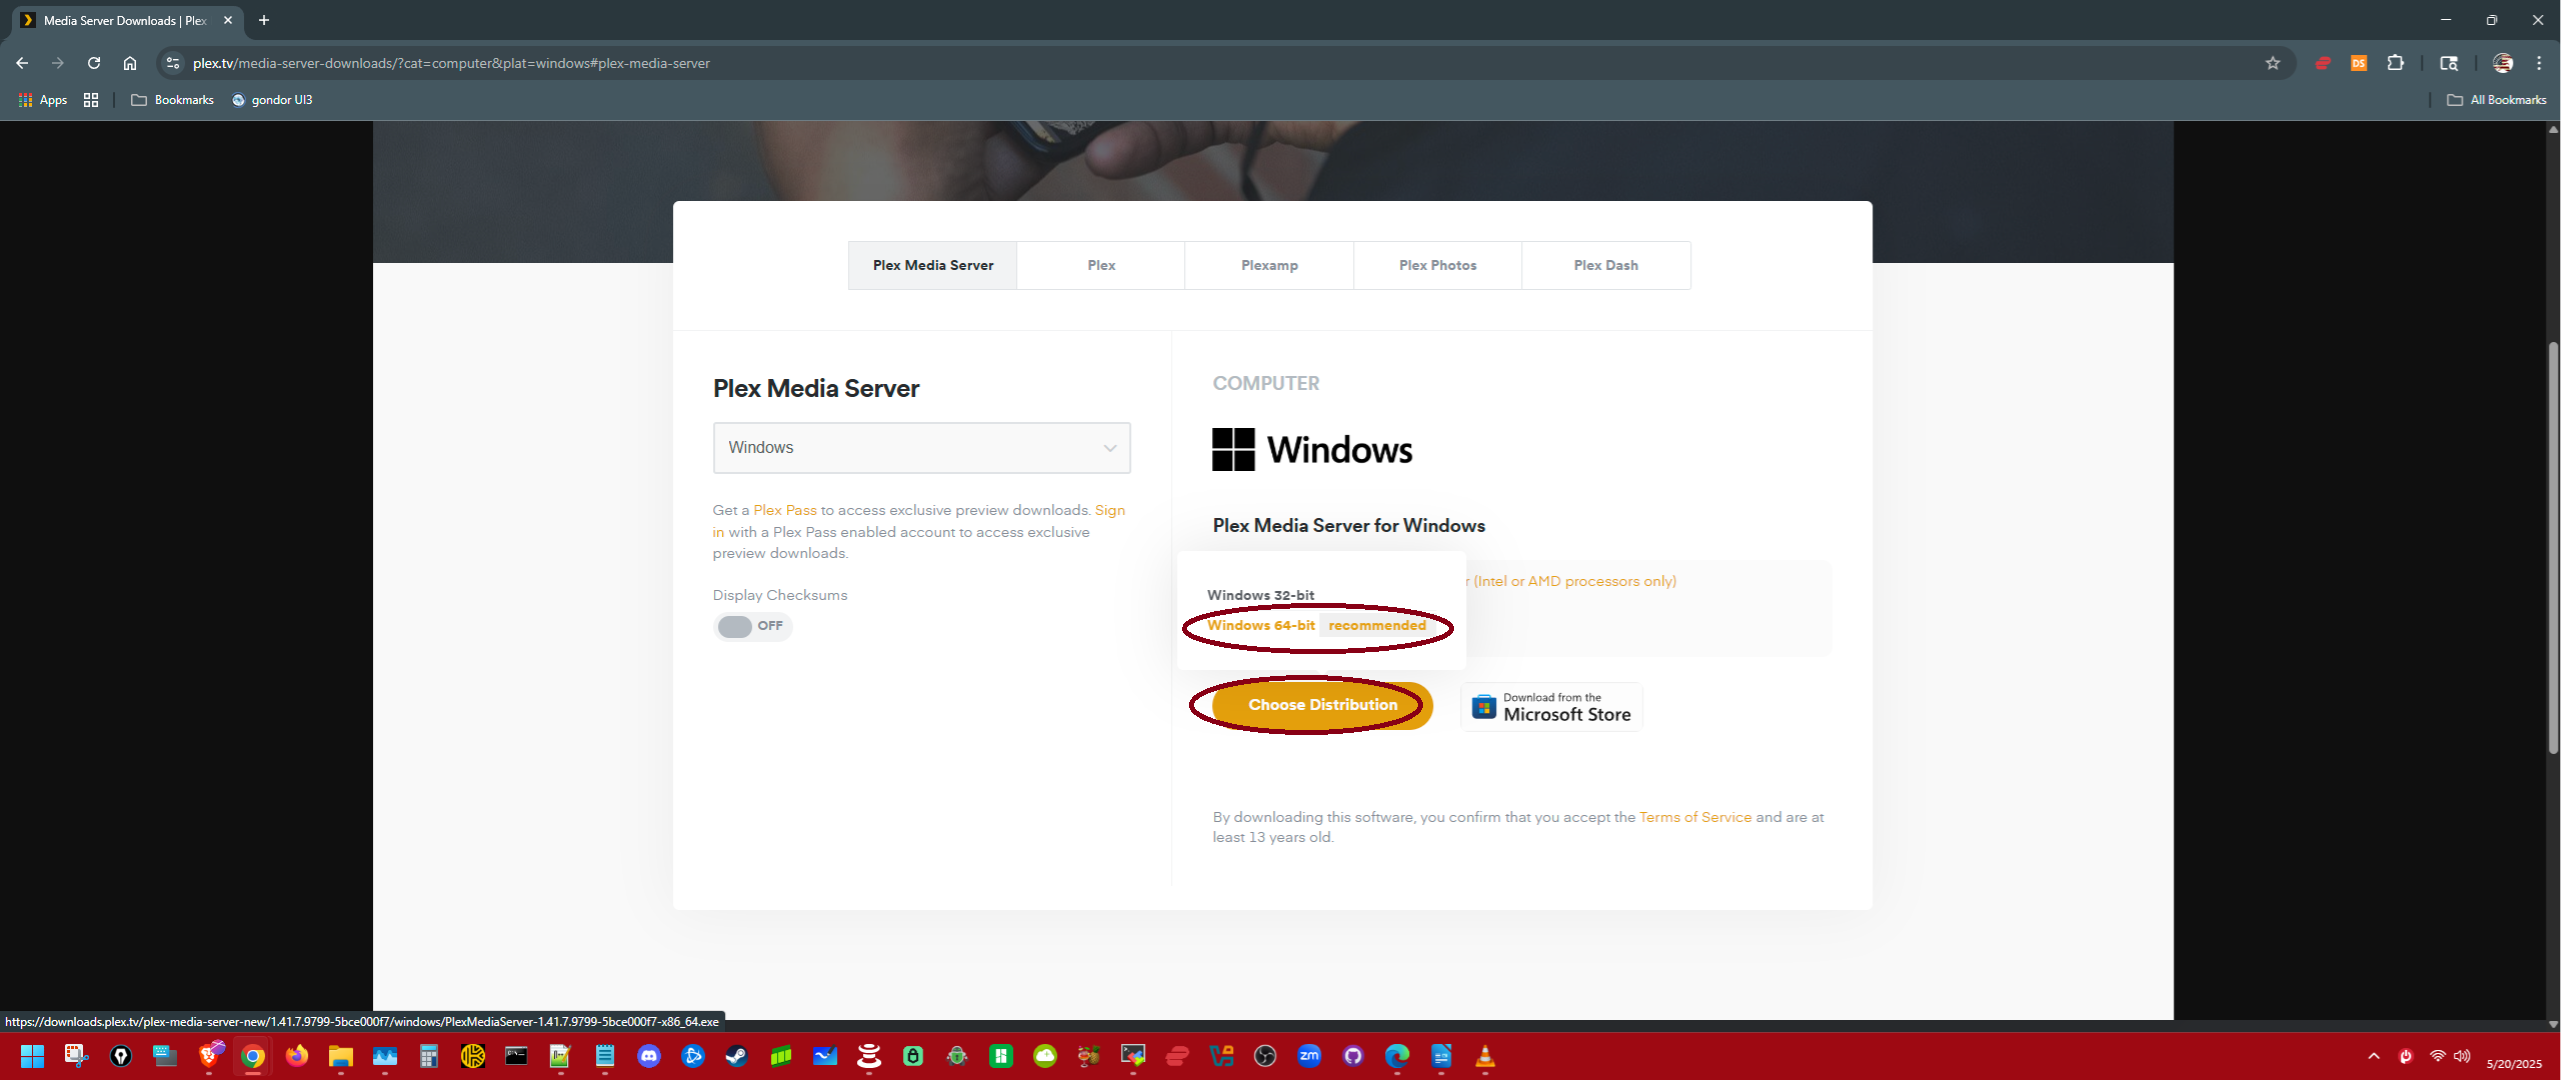 Media Server Downloads | Plex
plex.tv/media-server-downloads/?cat=computer&plat=windows#plex-media-server
DS
Apps
Bookmarks
gondor UI3
All Bookmarks
Plex Media Server
Plex
Plexamp
Plex Photos
Plex Dash
Plex Media Server
Windows
Get a Plex Pass to access exclusive preview downloads. Sign
in with a Plex Pass enabled account to access exclusive
preview downloads.
Display Checksums
OFF
COMPUTER
Windows
Plex Media Server for Windows
r (Intel or AMD processors only)
Windows 32-bit
Windows 64-bit recommended
Choose Distribution
Download from the
Microsoft Store
By downloading this software, you confirm that you accept the Terms of Service and are at
least 13 years old.
https://downloads.plex.tv/plex-media-server-new/1.41.7.9799-5bce000f7/windows/PlexMediaServer-1.41.7.9799-5bce000f7-x86_64.exe
zm
5/20/2025